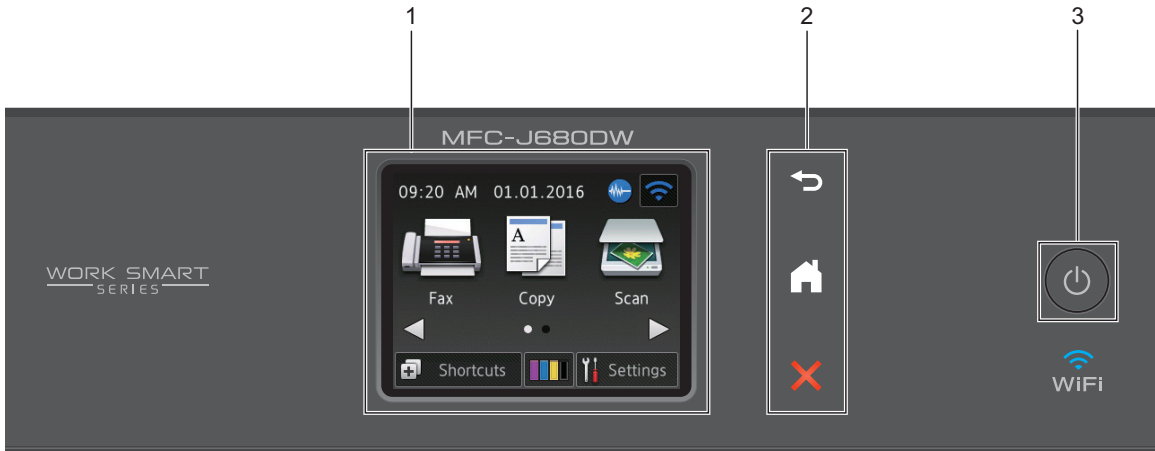 1 2 3
MFC-J680DW
09:20 AM 01.01.2016
A
WORK SMART
SERIES
Fax Copy Scan
Shortcuts Settings
WiFi